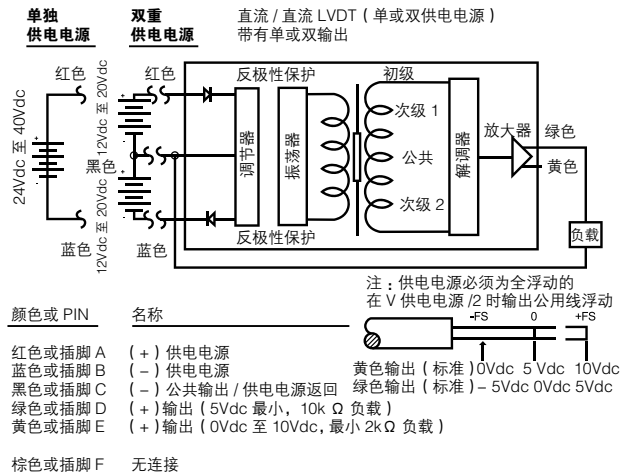 单独
供电电源
双重
供电电源
直流 / 直流 LVDT（单或双供电电源）
带有单或双输出
红色
红色
反极性保护
初级
24Vdc 至 40Vdc
12Vdc 至 20Vdc
黑色
12Vdc 至 20Vdc
调节器
振荡器
次级 1
公共
次级 2
解调器
放大器
绿色
黄色
负载
蓝色
蓝色
反极性保护
注：供电电源必须为全浮动的
在 V 供电电源 /2 时输出公用线浮动
-FS 0 +FS
黄色输出（标准）0Vdc 5 Vdc 10Vdc
绿色输出（标准）– 5Vdc 0Vdc 5Vdc
颜色或 PIN 名称
红色或插脚 A （+）供电电源
蓝色或插脚 B （–）供电电源
黑色或插脚 C （–）公共输出 / 供电电源返回
绿色或插脚 D （+）输出（5Vdc 最小，10k Ω 负载）
黄色或插脚 E （+）输出（0Vdc 至 10Vdc，最小 2kΩ 负载）
棕色或插脚 F 无连接